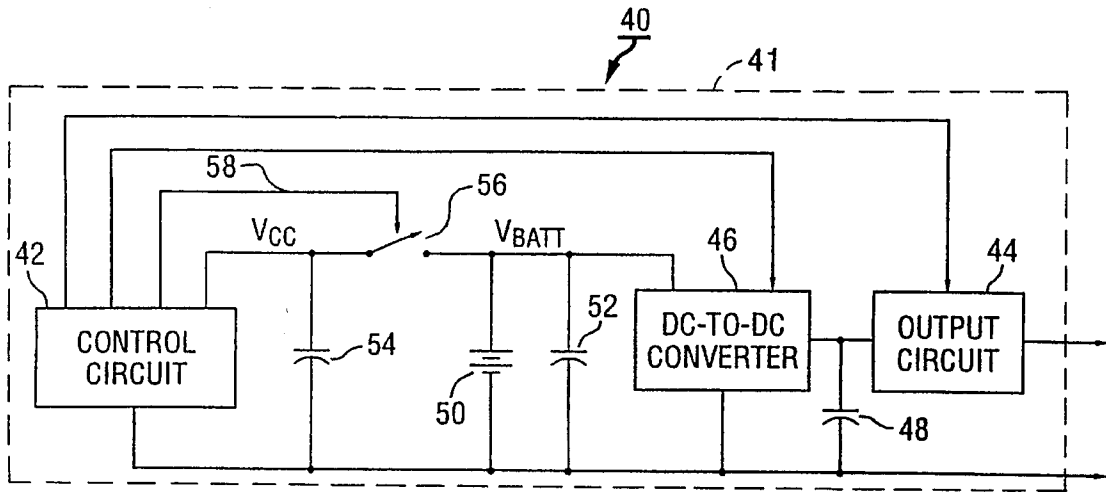 40
41
58
56
VCC
VBATT
42
46
44
CONTROL
CIRCUIT
54
50
52
DC-TO-DC
CONVERTER
OUTPUT
CIRCUIT
48